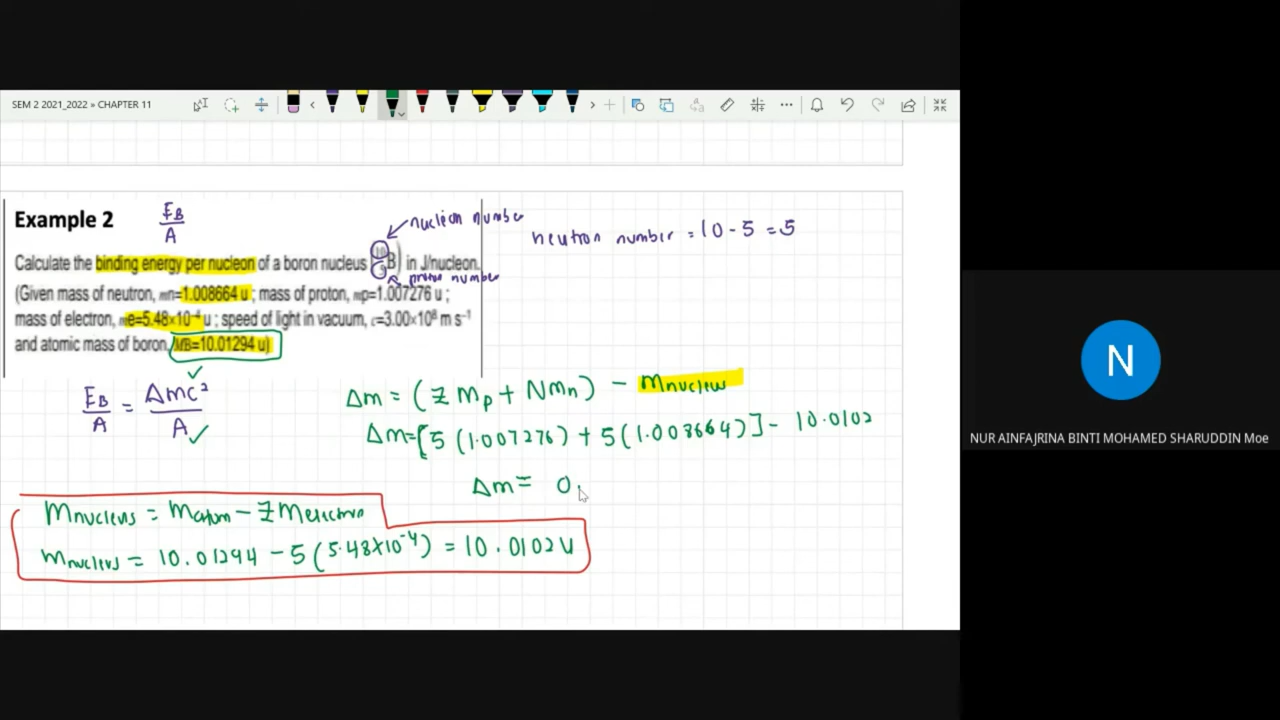 SEM 2 2021_2022 » CHAPTER 11
Example 2
E_B/A
nucleon number
neutron number = 10 - 5 = 5
Calculate the binding energy per nucleon of a boron nucleus (¹⁰₅B) in J/nucleon.
proton number
(Given mass of neutron, mn=1.008664 u ; mass of proton, mp=1.007276 u ;
mass of electron, me=5.48×10⁻⁴ u ; speed of light in vacuum, c=3.00×10⁸ m s⁻¹
and atomic mass of boron, MB=10.01294 u)
E_B/A = Δmc²/A
Δm = (Z Mp + NMn) - Mnucleus
Δm=[5 (1.007276) + 5(1.008664)] - 10.0102
Δm = 0.
Mnucleus = Matom - ZMelectron
Mnucleus = 10.01294 - 5 (5.48×10⁻⁴) = 10.0102 u
N
NUR AINFAJRINA BINTI MOHAMED SHARUDDIN Moe